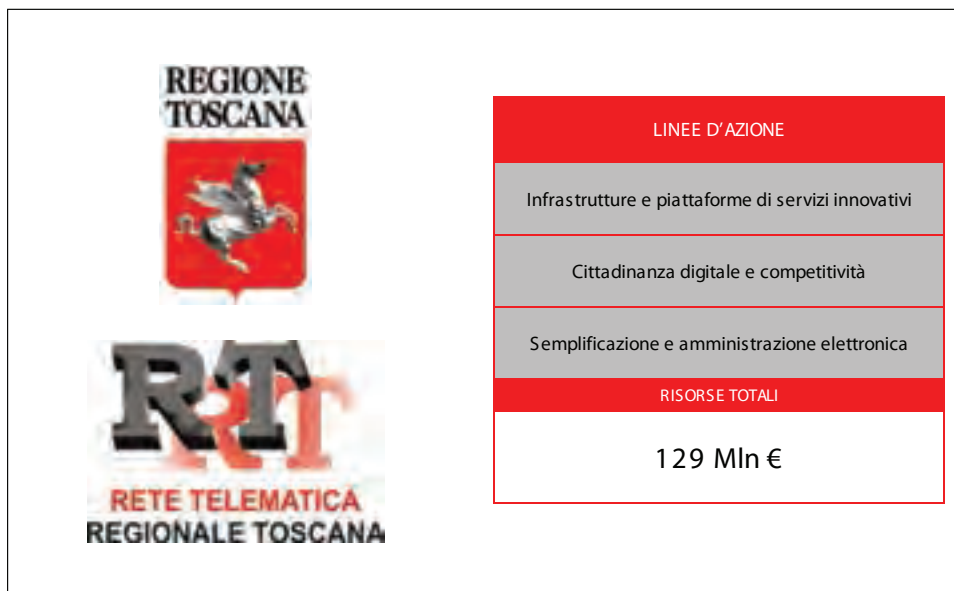 REGIONE
TOSCANA
RTRT
RETE TELEMATICA
REGIONALE TOSCANA
LINEE D'AZIONE
Infrastrutture e piattaforme di servizi innovativi
Cittadinanza digitale e competitività
Semplificazione e amministrazione elettronica
RISORSE TOTALI
129 Mln €